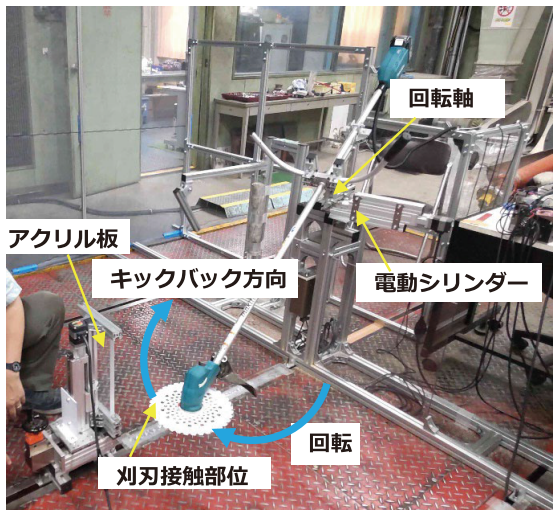 回転軸
アクリル板
キックバック方向
電動シリンダー
回転
刈刃接触部位